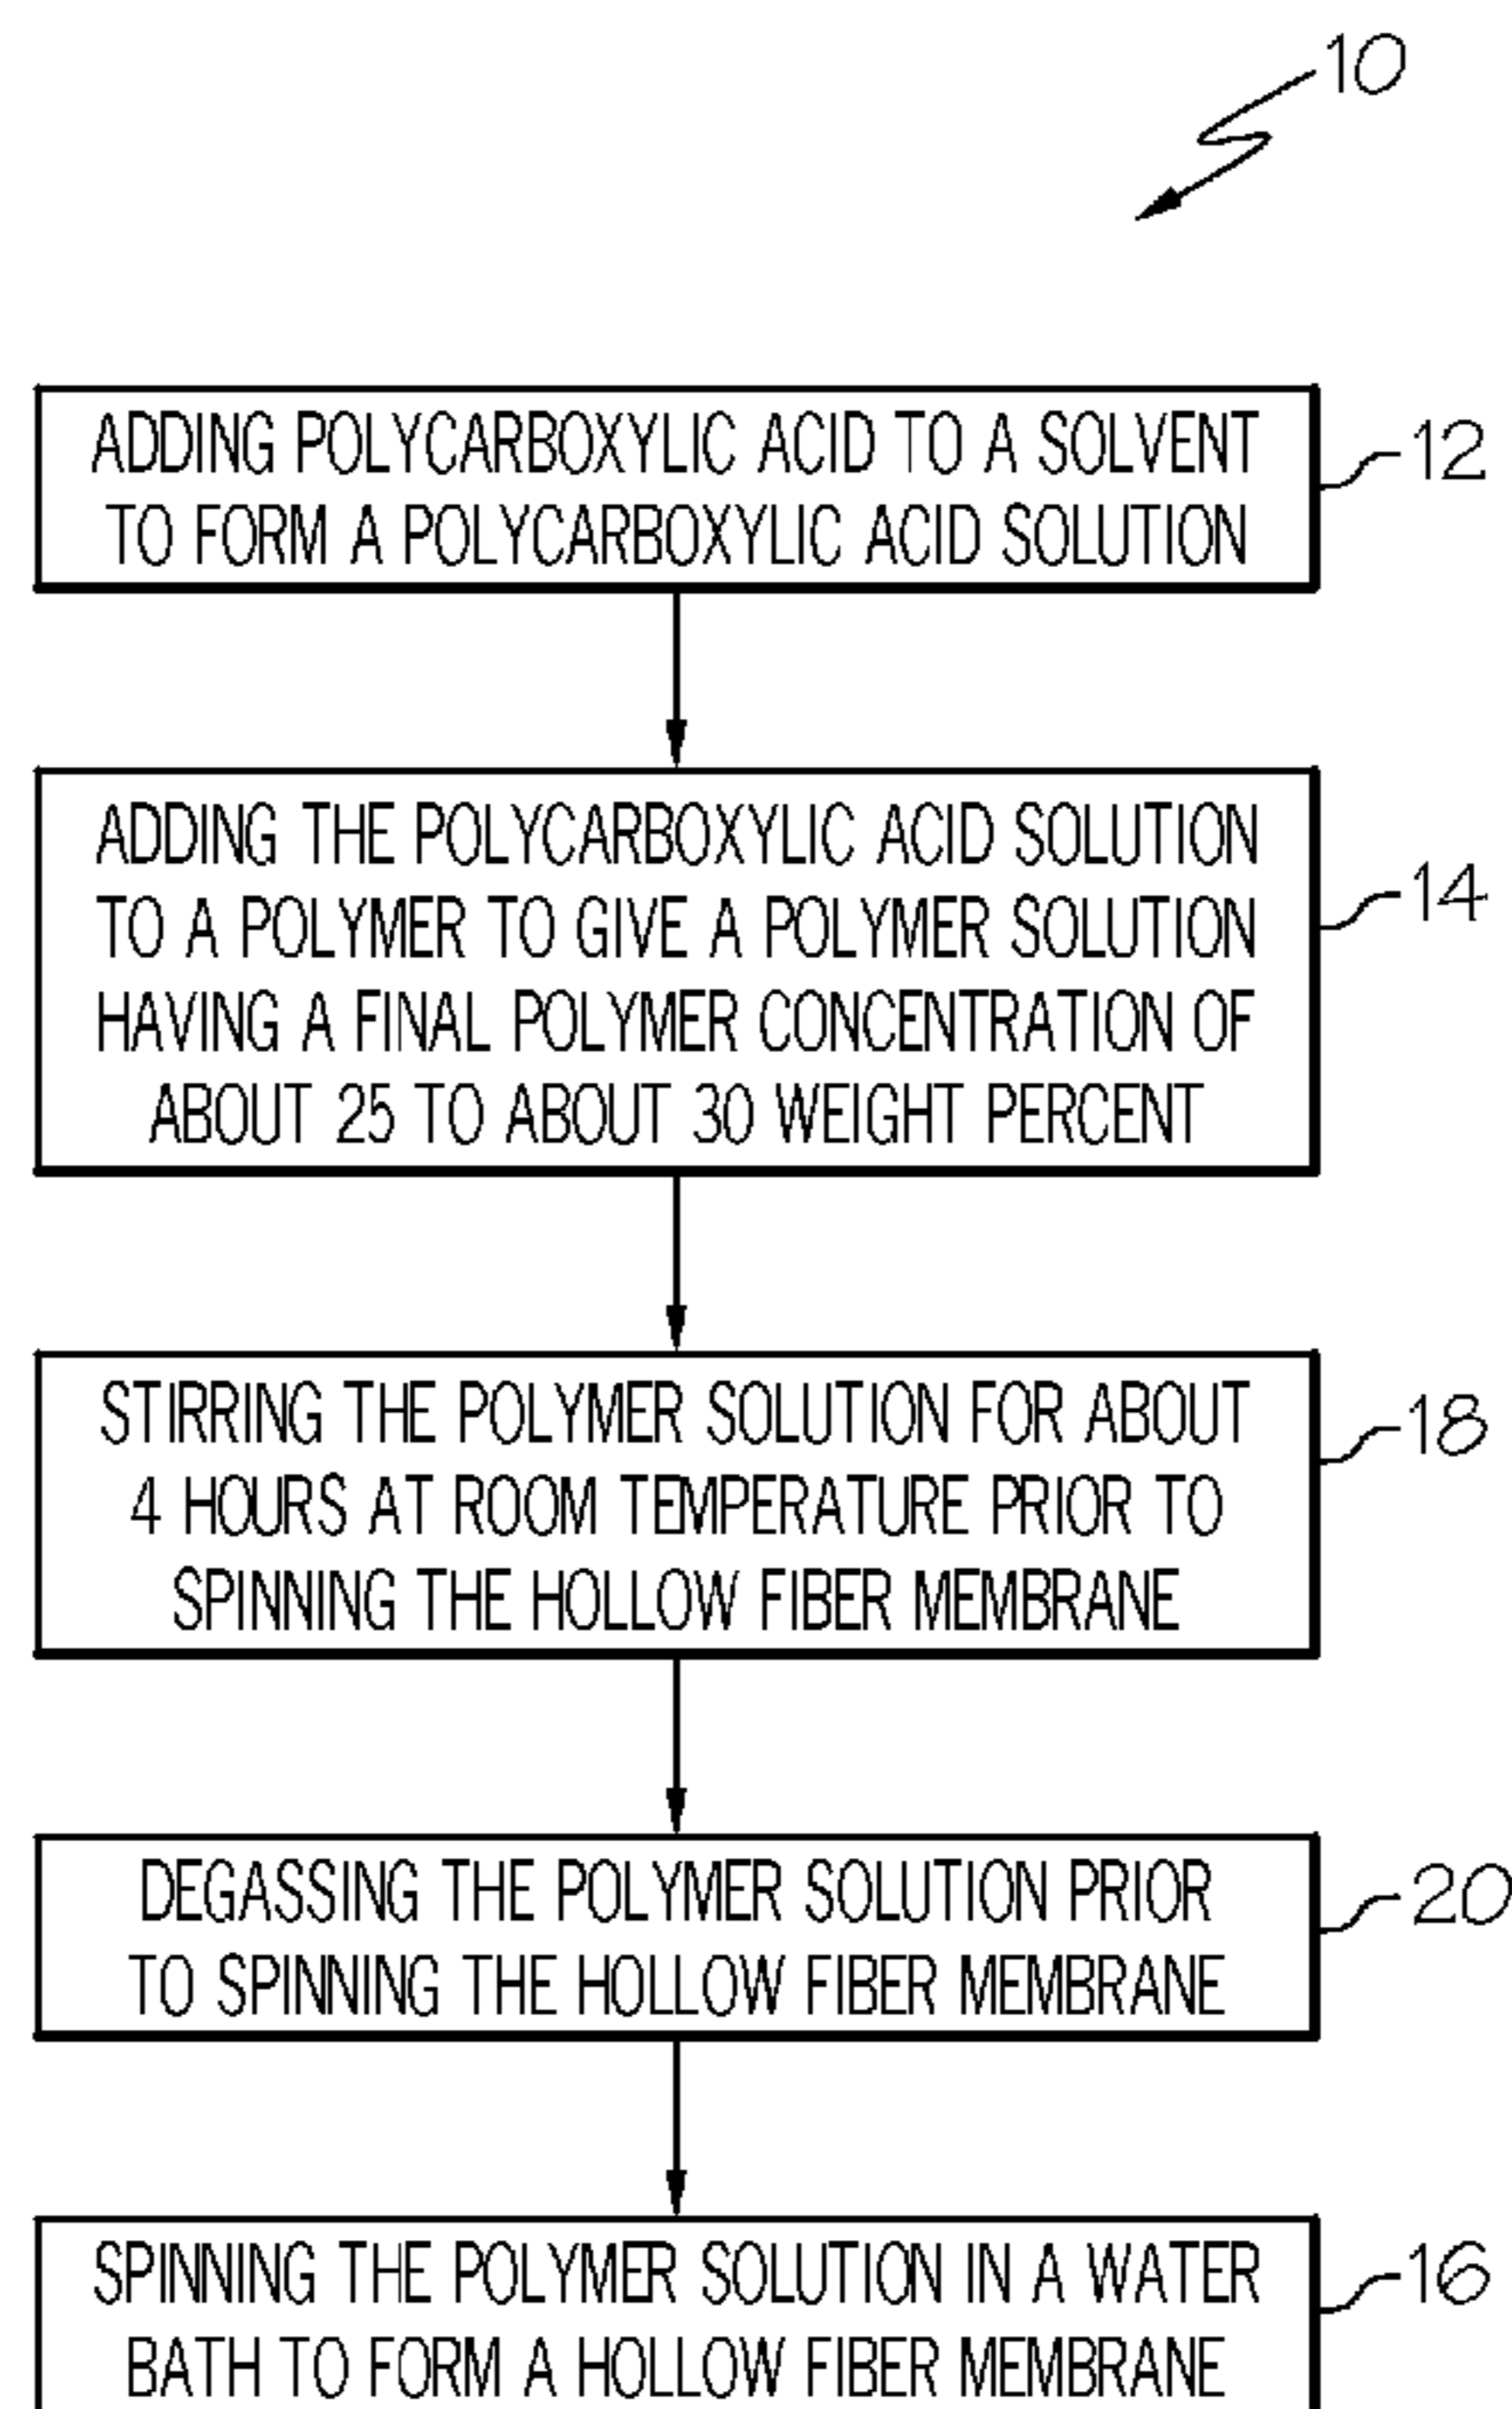 10
ADDING POLYCARBOXYLIC ACID TO A SOLVENT
TO FORM A POLYCARBOXYLIC ACID SOLUTION
12
ADDING THE POLYCARBOXYLIC ACID SOLUTION
TO A POLYMER TO GIVE A POLYMER SOLUTION
HAVING A FINAL POLYMER CONCENTRATION OF
ABOUT 25 TO ABOUT 30 WEIGHT PERCENT
14
STIRRING THE POLYMER SOLUTION FOR ABOUT
4 HOURS AT ROOM TEMPERATURE PRIOR TO
SPINNING THE HOLLOW FIBER MEMBRANE
18
DEGASSING THE POLYMER SOLUTION PRIOR
TO SPINNING THE HOLLOW FIBER MEMBRANE
20
SPINNING THE POLYMER SOLUTION IN A WATER
BATH TO FORM A HOLLOW FIBER MEMBRANE
16